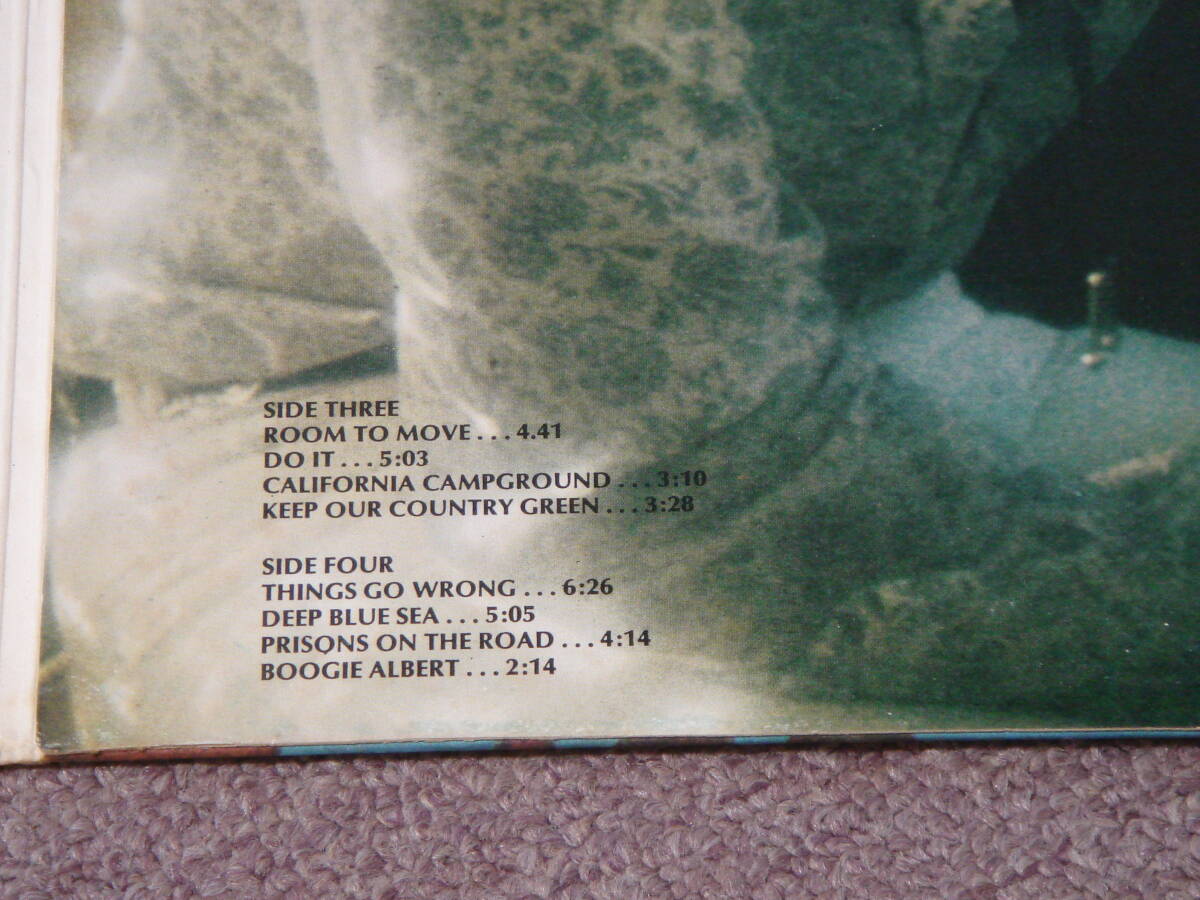 SIDE THREE
ROOM TO MOVE...4.41
DO IT...5:03
CALIFORNIA CAMPGROUND...3:10
KEEP OUR COUNTRY GREEN...3:28
SIDE FOUR
THINGS GO WRONG...6:26
DEEP BLUE SEA...5:05
PRISONS ON THE ROAD...4:14
BOOGIE ALBERT...2:14